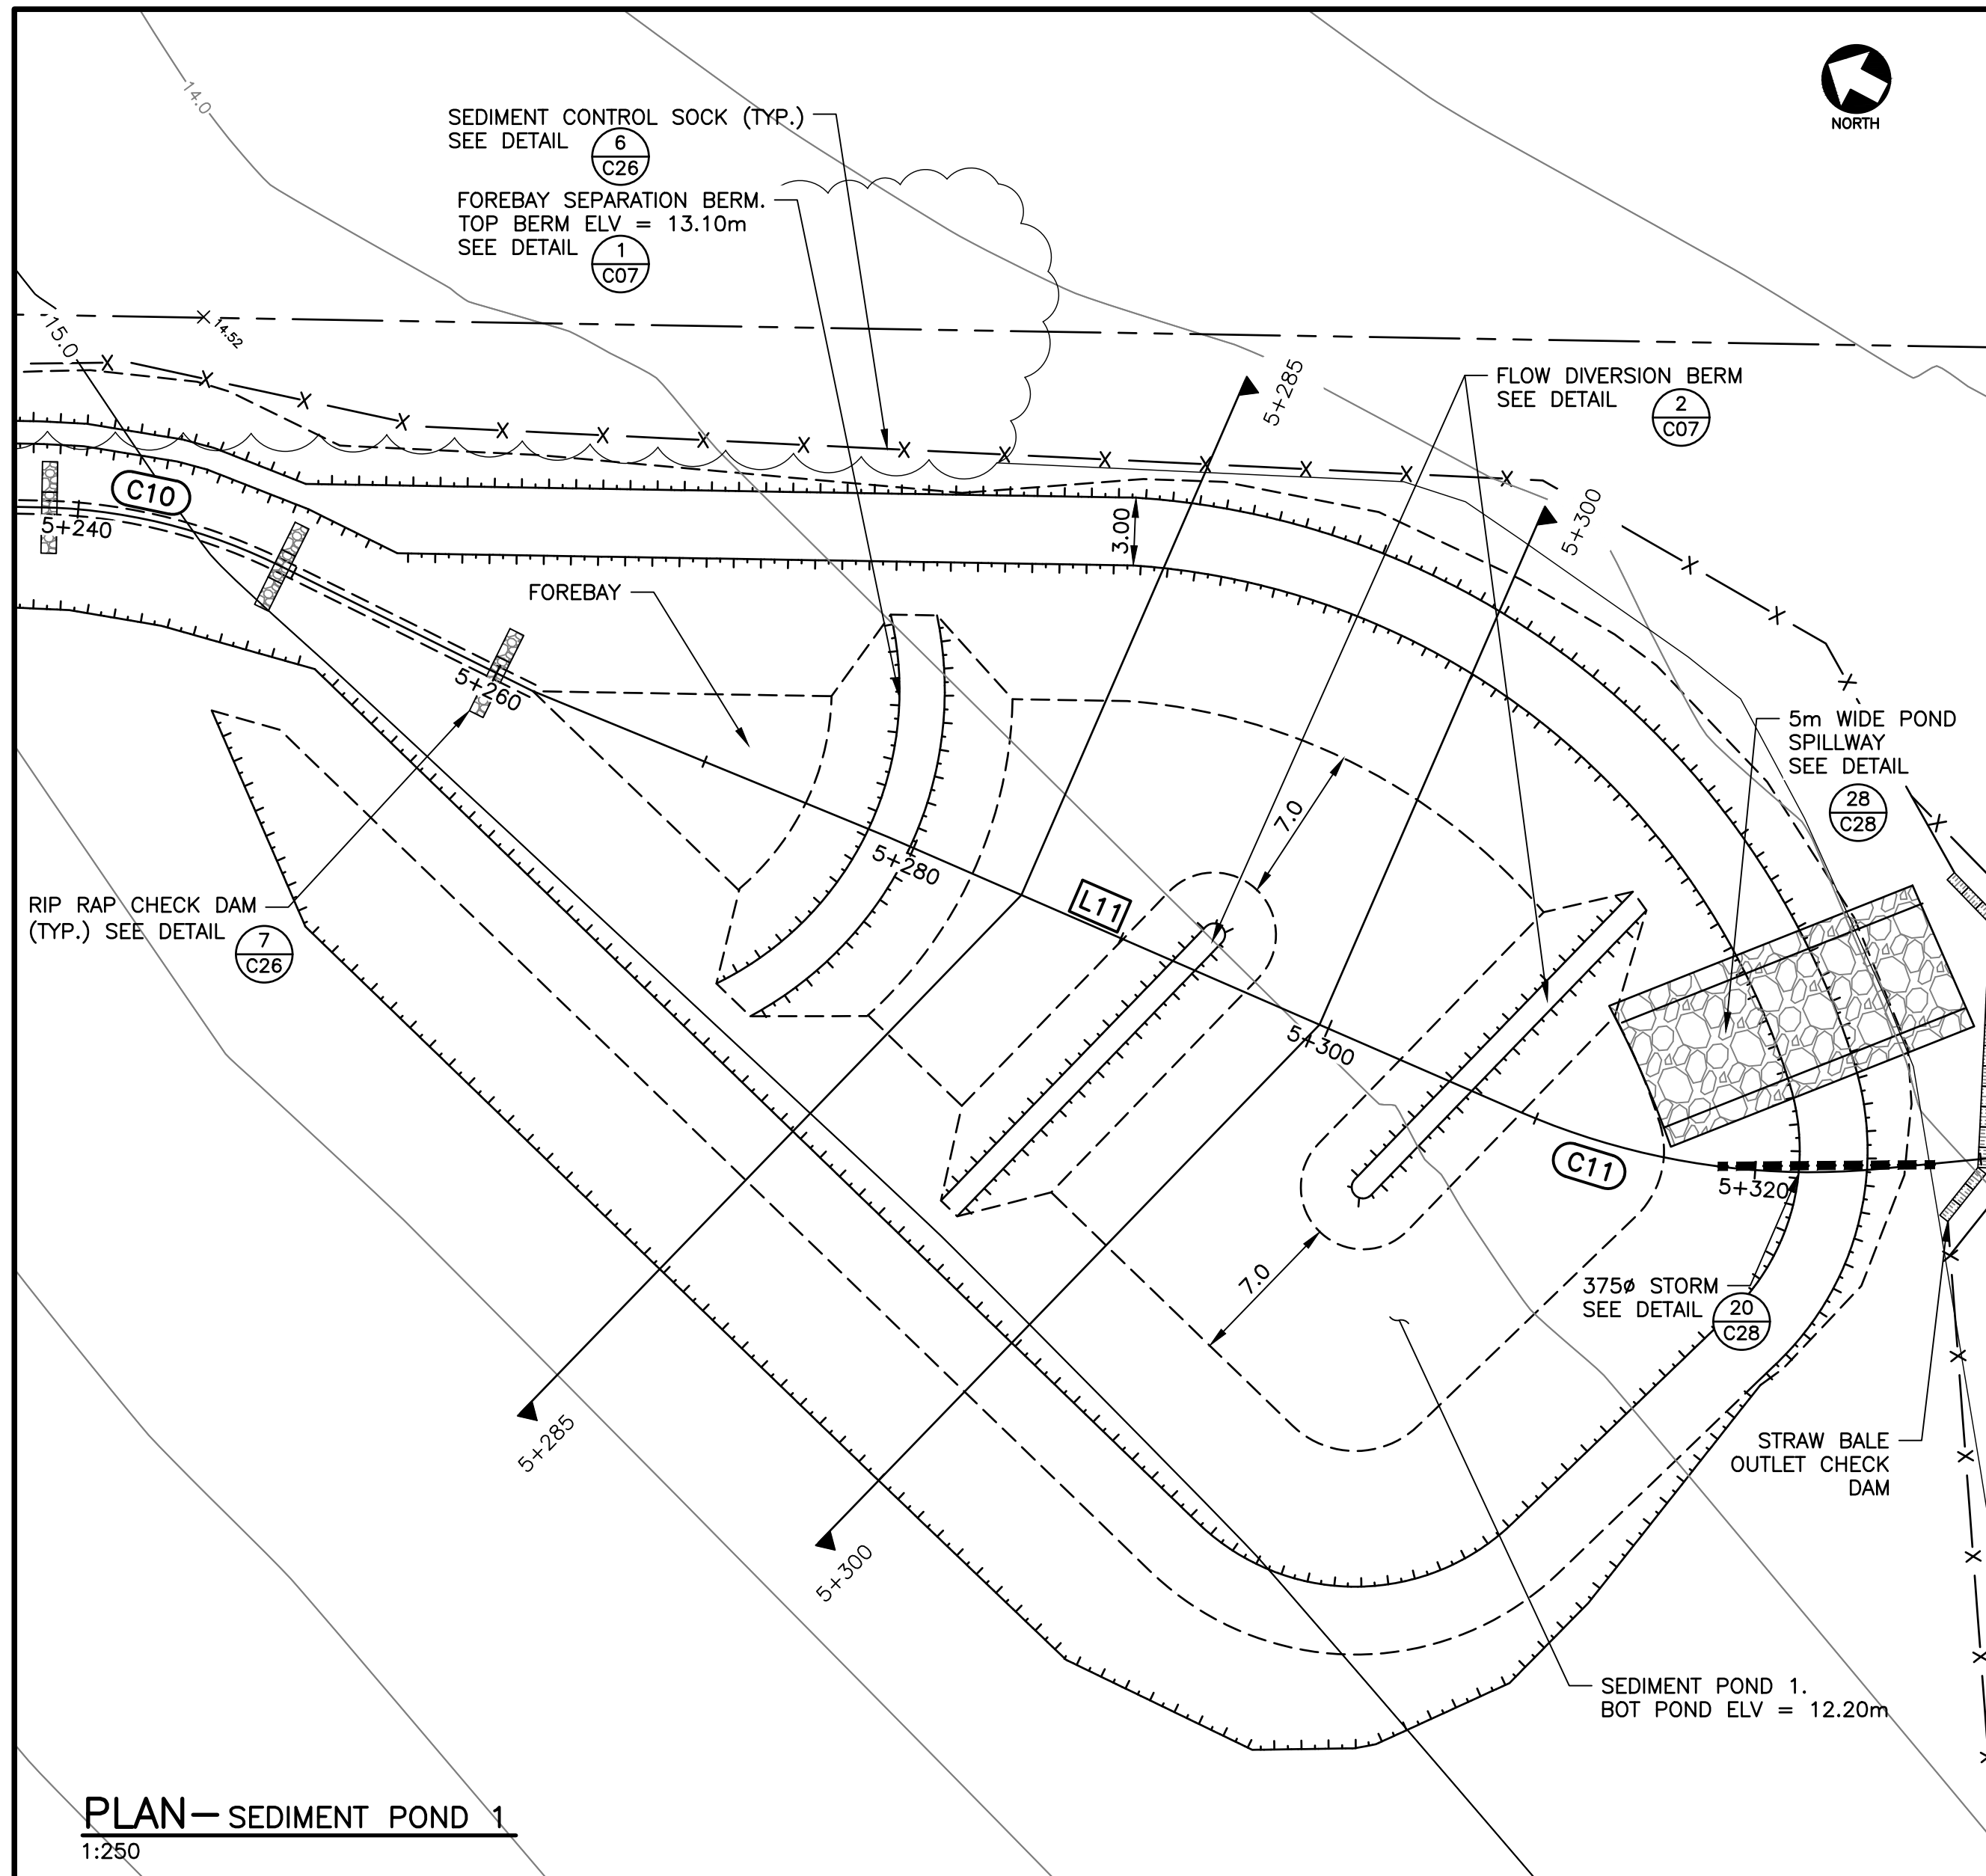 14.0
NORTH
SEDIMENT CONTROL SOCK (TYP.)
SEE DETAIL
6
C26
FOREBAY SEPARATION BERM.
TOP BERM ELV = 13.10m
SEE DETAIL
1
C07
15.0
14.52
5+285
FLOW DIVERSION BERM
SEE DETAIL
2
C07
C10
5+240
3.00
5+300
FOREBAY
5+260
5m WIDE POND
SPILLWAY
SEE DETAIL
28
C28
7.0
5+280
L11
RIP RAP CHECK DAM
(TYP.) SEE DETAIL
7
C26
5+300
C11
5+320
7.0
375ø STORM
SEE DETAIL
20
C28
5+285
STRAW BALE
OUTLET CHECK
DAM
5+300
SEDIMENT POND 1.
BOT POND ELV = 12.20m
PLAN- SEDIMENT POND 1
1:250